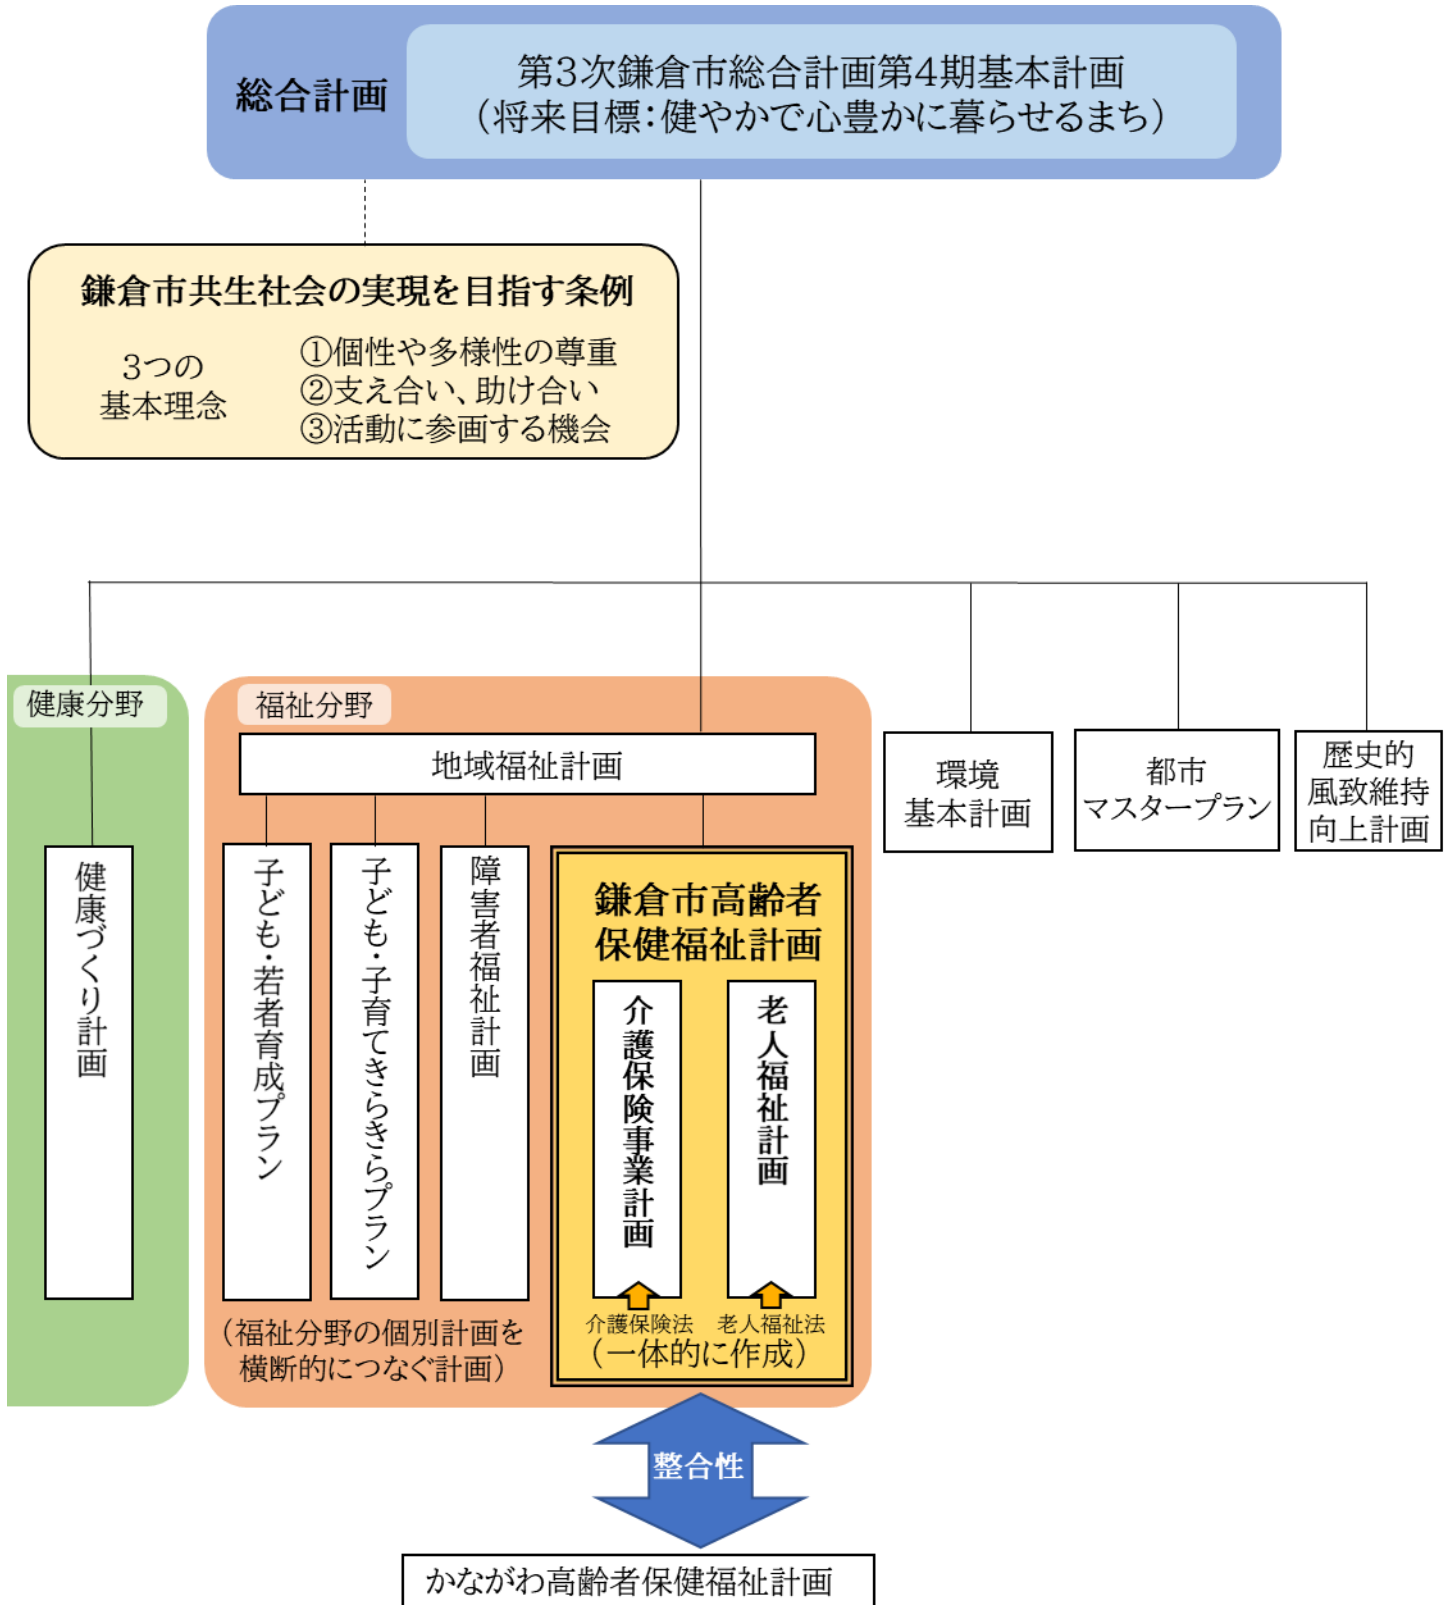 総合計画
第3次鎌倉市総合計画第4期基本計画
（将来目標：健やかで心豊かに暮らせるまち）
鎌倉市共生社会の実現を目指す条例
3つの
基本理念
①個性や多様性の尊重
②支え合い、助け合い
③活動に参画する機会
健康分野
健康づくり計画
福祉分野
地域福祉計画
子ども・若者育成プラン
子ども・子育てきらきらプラン
障害者福祉計画
鎌倉市高齢者
保健福祉計画
介護保険事業計画
老人福祉計画
介護保険法
老人福祉法
（一体的に作成）
（福祉分野の個別計画を
横断的につなぐ計画）
環境
基本計画
都市
マスタープラン
歴史的
風致維持
向上計画
整合性
かながわ高齢者保健福祉計画